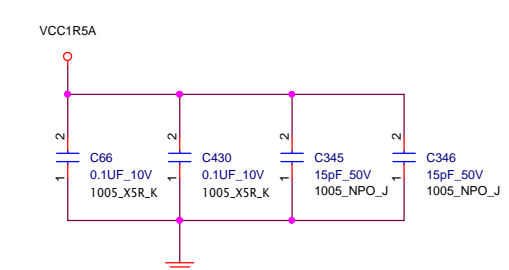 VCC1R5A
2
1
C66
0.1UF_10V
1005_X5R_K
2
1
C430
0.1UF_10V
1005_X5R_K
2
1
C345
15pF_50V
1005_NPO_J
2
1
C346
15pF_50V
1005_NPO_J